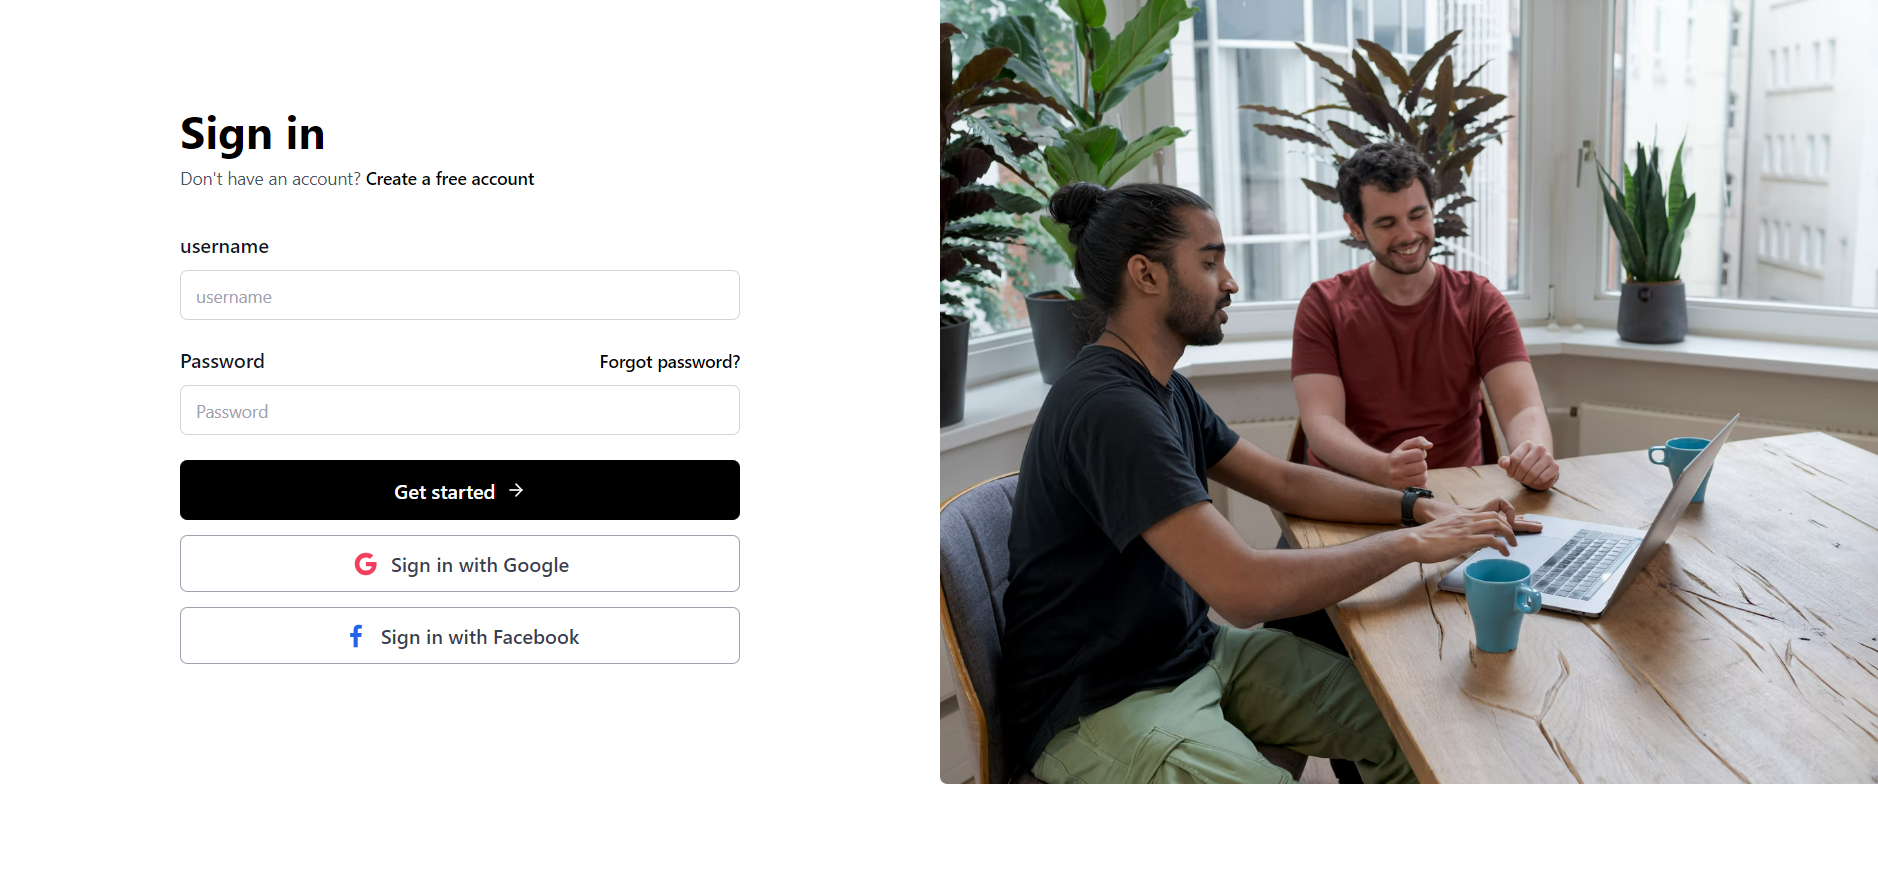 Sign in
Don't have an account? Create a free account
username
username
Password Forgot password?
Password
Get started →
Sign in with Google
Sign in with Facebook